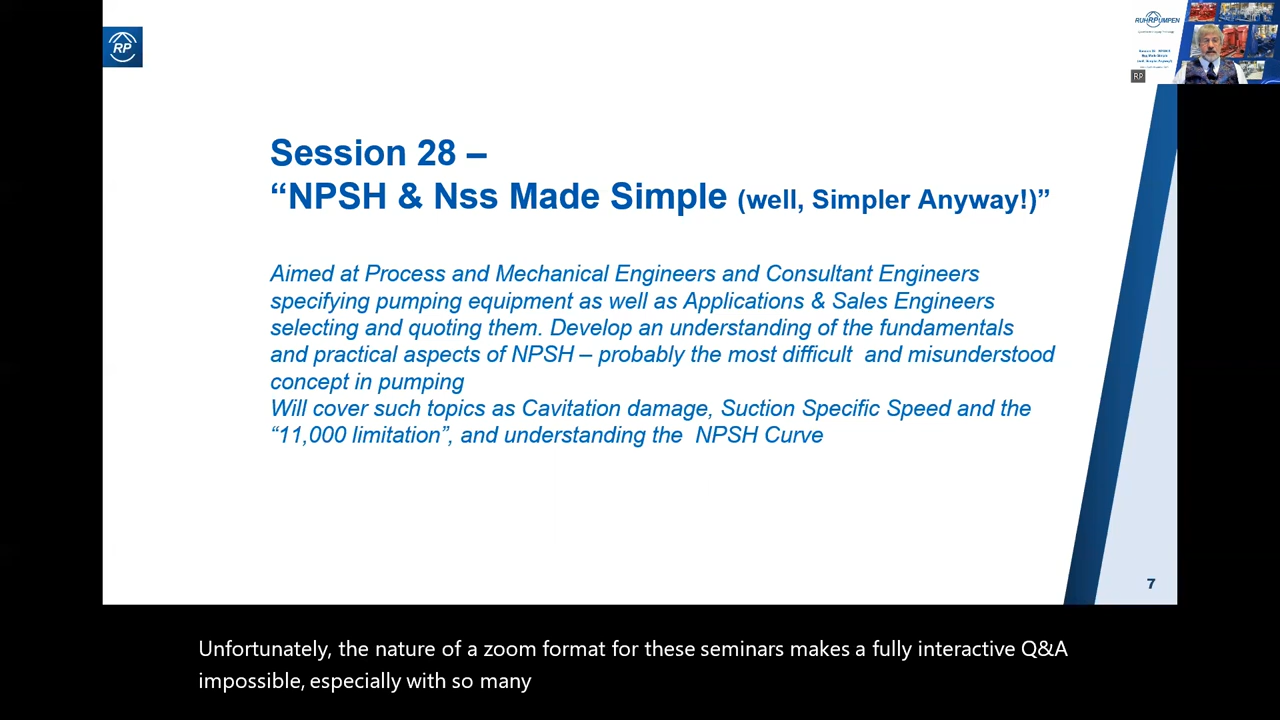 RP
RUHRPUMPEN
RP
Session 28 –
“NPSH & Nss Made Simple (well, Simpler Anyway!)”
Aimed at Process and Mechanical Engineers and Consultant Engineers
specifying pumping equipment as well as Applications & Sales Engineers
selecting and quoting them. Develop an understanding of the fundamentals
and practical aspects of NPSH – probably the most difficult and misunderstood
concept in pumping
Will cover such topics as Cavitation damage, Suction Specific Speed and the
“11,000 limitation”, and understanding the NPSH Curve
7
Unfortunately, the nature of a zoom format for these seminars makes a fully interactive Q&A
impossible, especially with so many